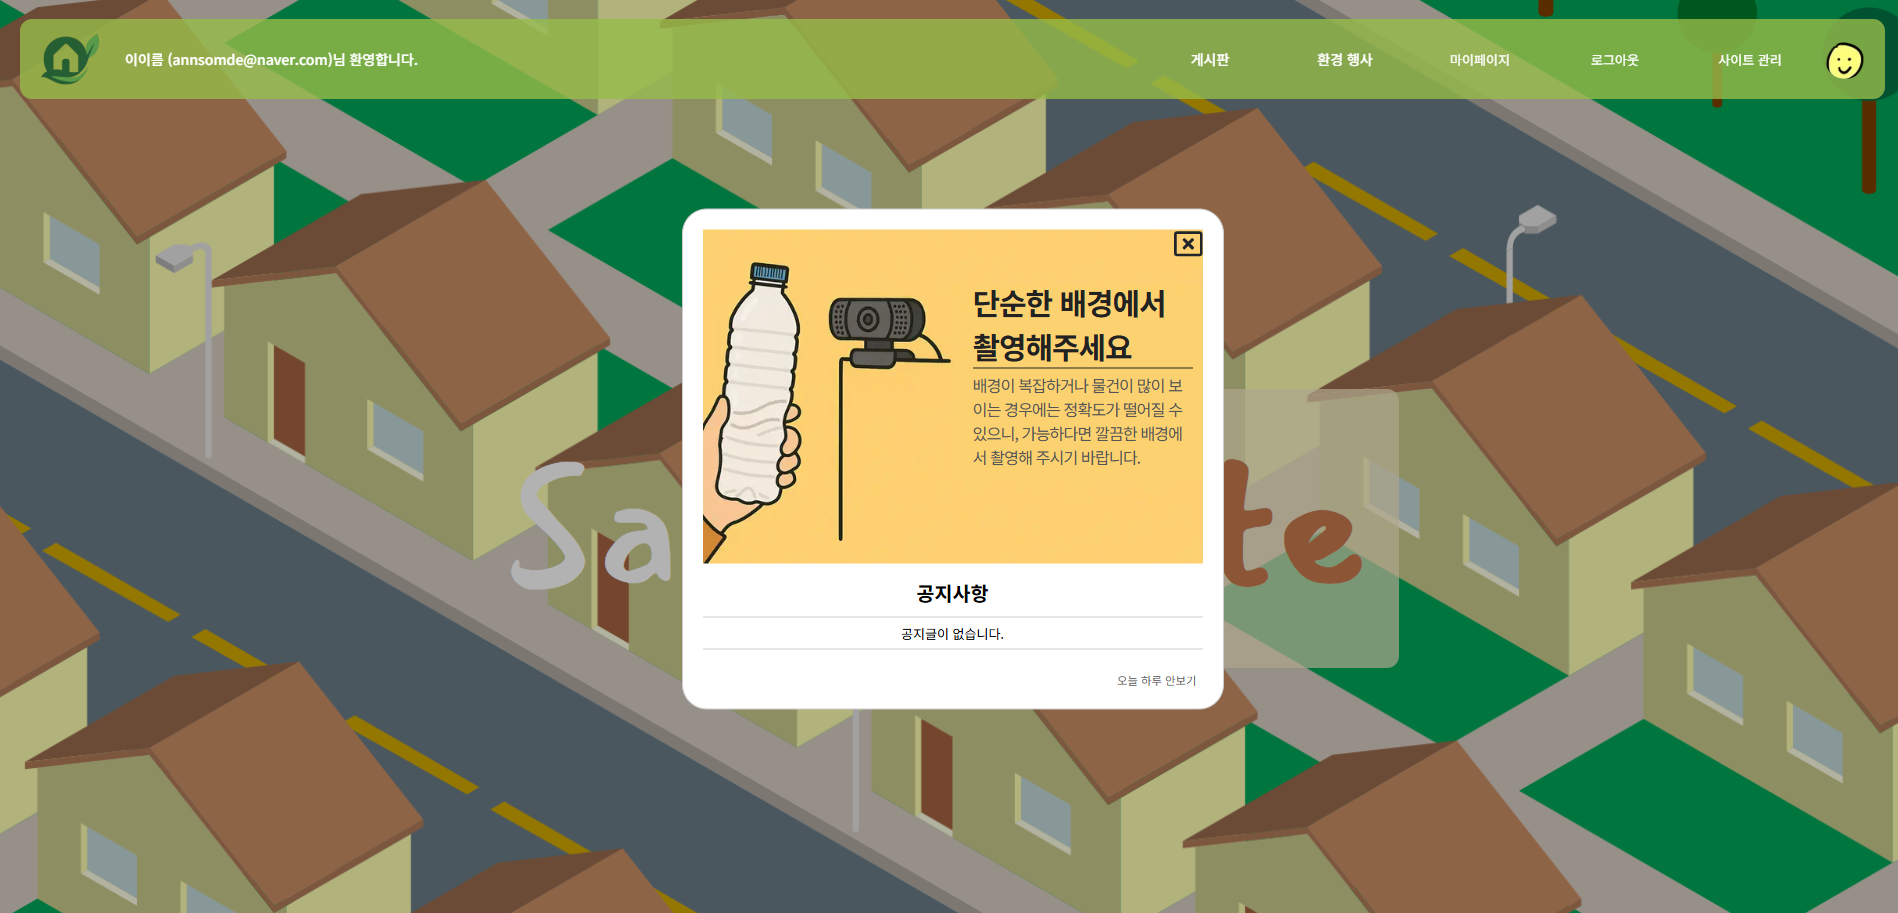 이이름 (annsomde@naver.com)님 환영합니다.
게시판
환경 행사
마이페이지
로그아웃
사이트 관리
단순한 배경에서
촬영해주세요
배경이 복잡하거나 물건이 많이 보
이는 경우에는 정확도가 떨어질 수
있으니, 가능하다면 깔끔한 배경에
서 촬영해 주시기 바랍니다.
Sa
te
공지사항
공지글이 없습니다.
오늘 하루 안보기